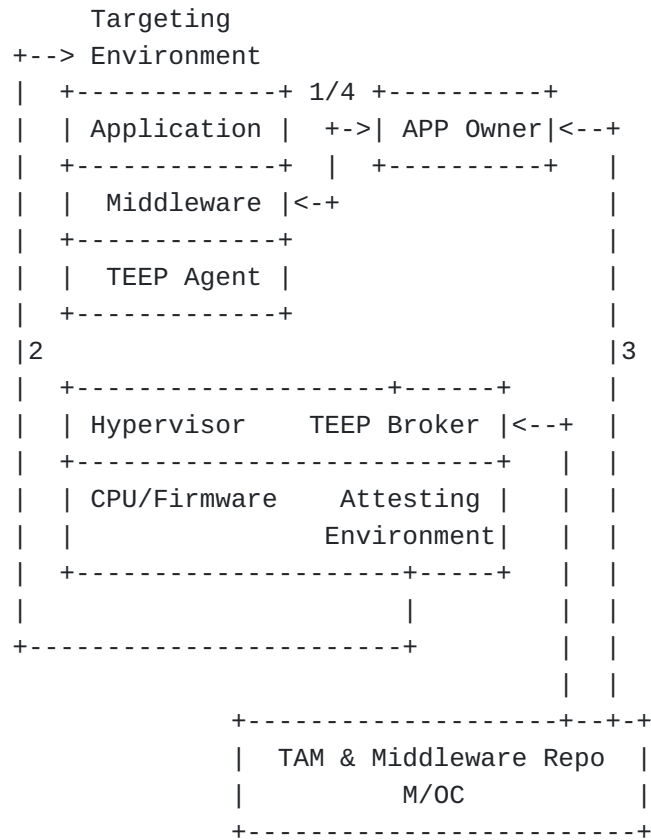 Targeting
Environment
1/4
Application
APP Owner
Middleware
TEEP Agent
2
3
Hypervisor TEEP Broker
CPU/Firmware Attesting
Environment
TAM & Middleware Repo
M/OC